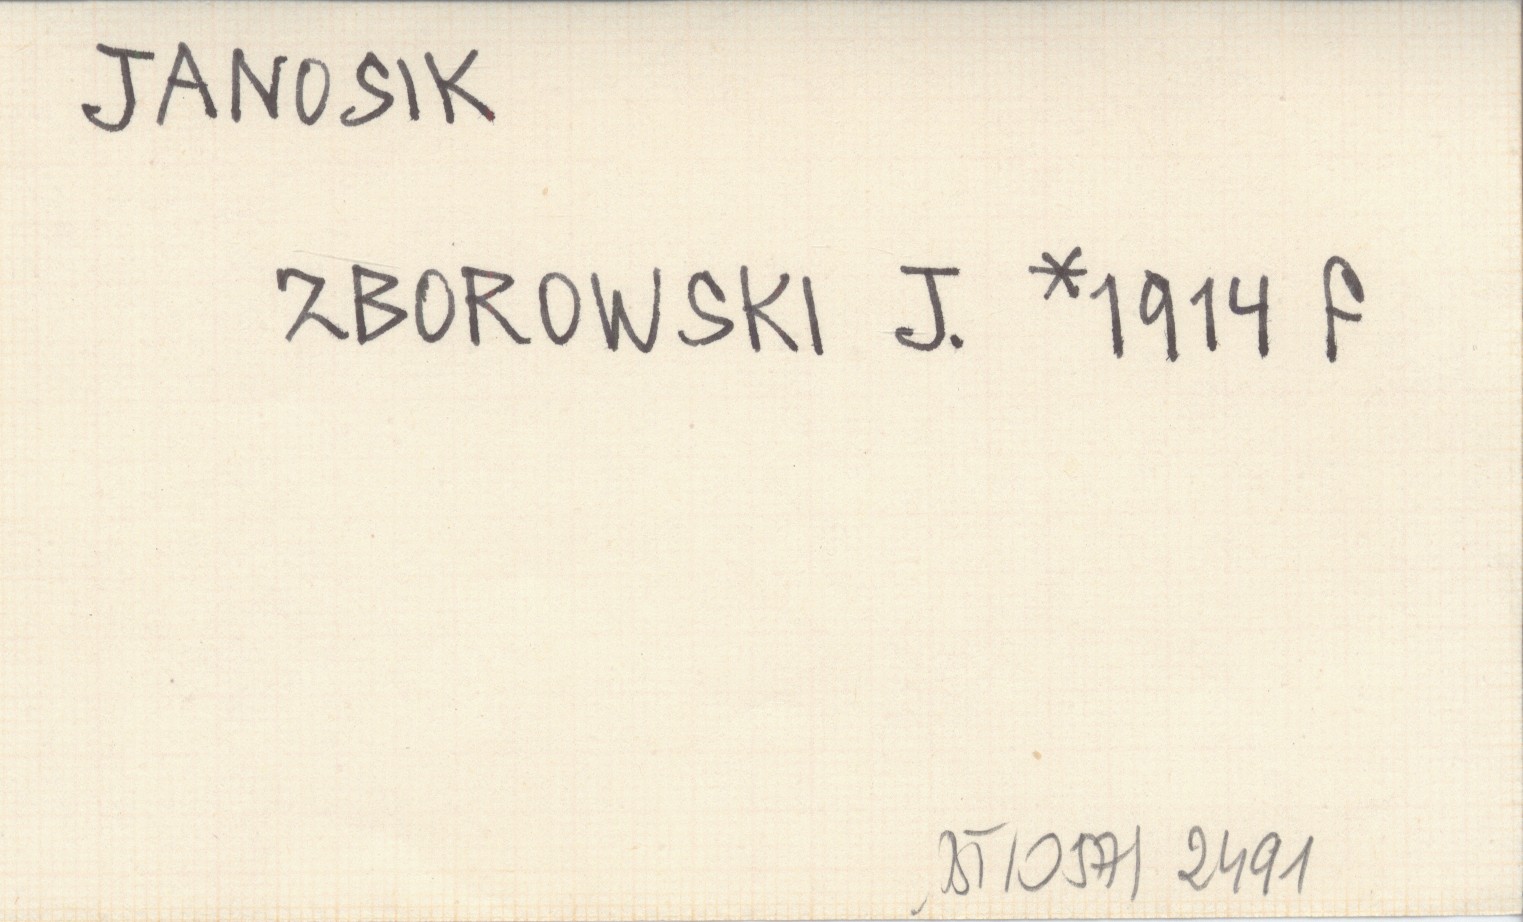 JANOSIK
ZBOROWSKI J. *1914 F
2491